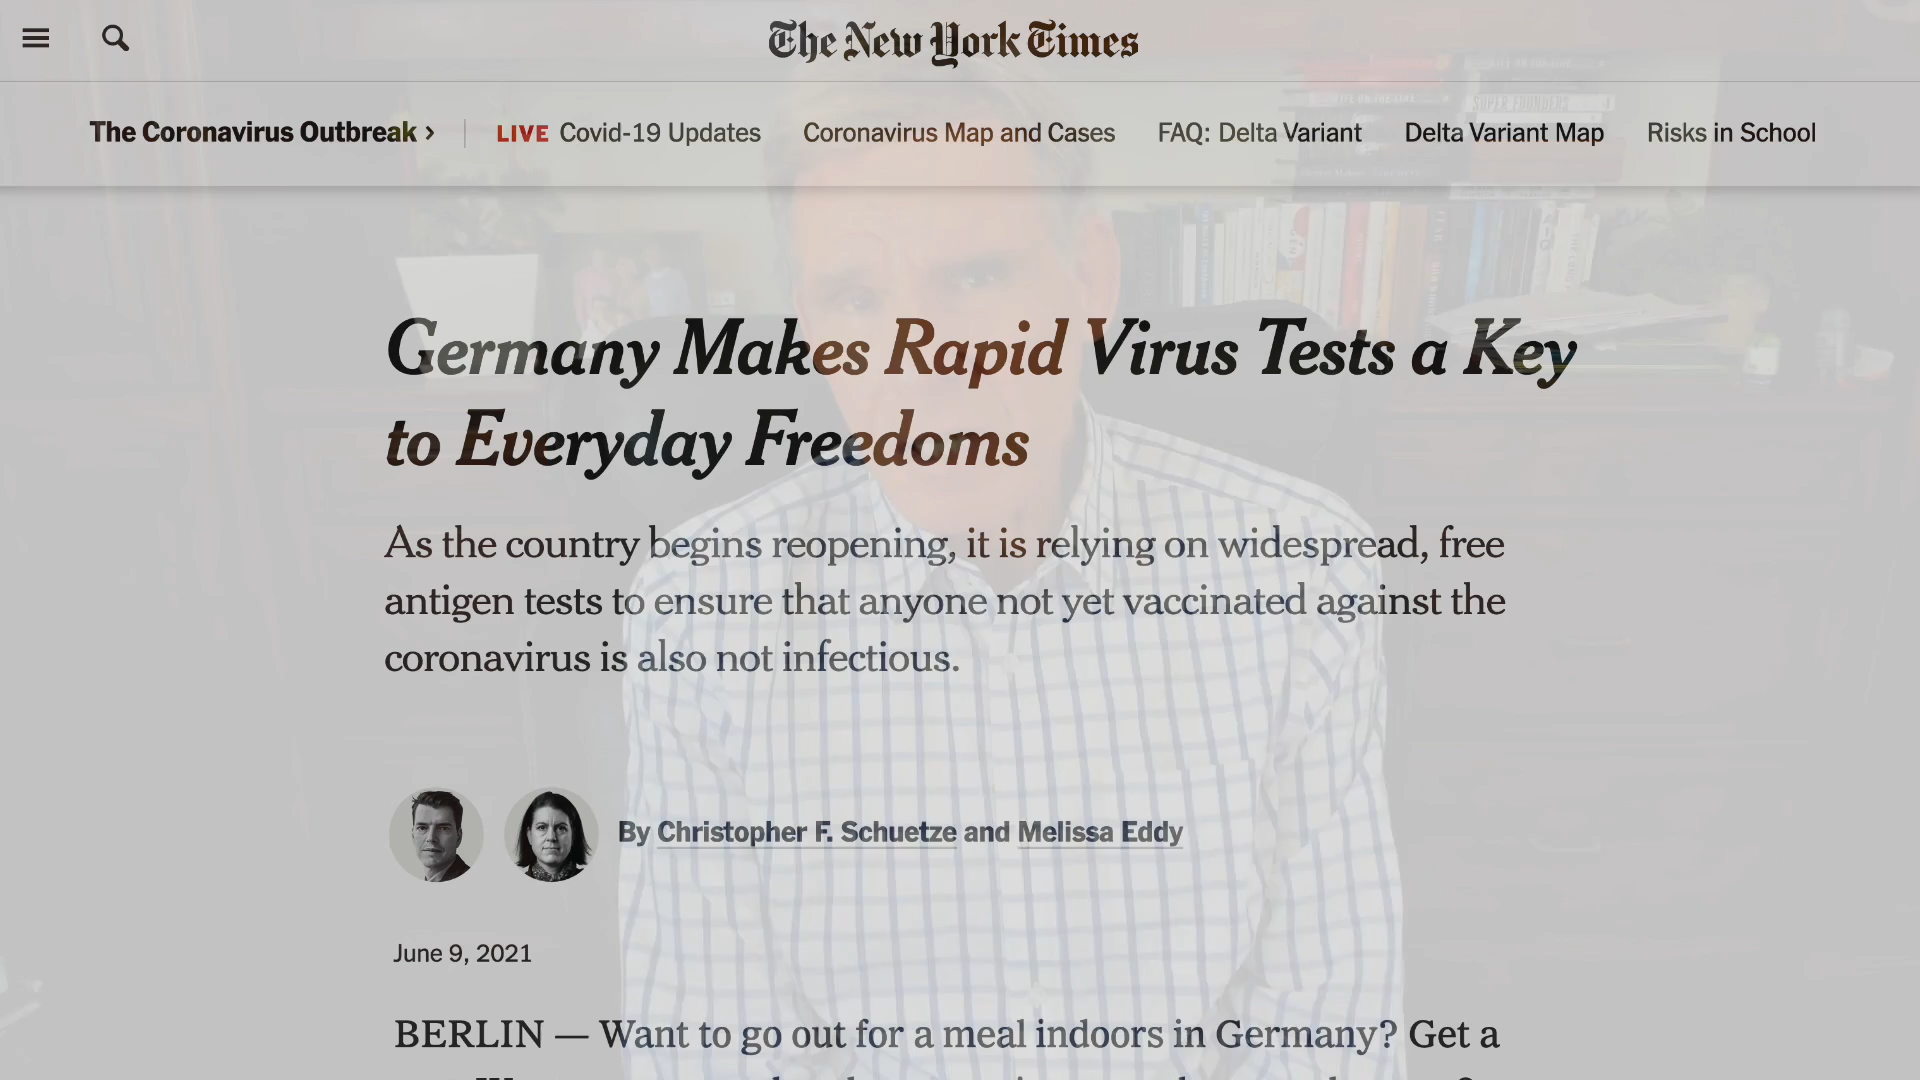 The New York Times
The Coronavirus Outbreak ›
LIVE Covid-19 Updates
Coronavirus Map and Cases
FAQ: Delta Variant
Delta Variant Map
Risks in School
SUPER FOUNDERS
Germany Makes Rapid Virus Tests a Key
to Everyday Freedoms
As the country begins reopening, it is relying on widespread, free
antigen tests to ensure that anyone not yet vaccinated against the
coronavirus is also not infectious.
By Christopher F. Schuetze and Melissa Eddy
June 9, 2021
BERLIN — Want to go out for a meal indoors in Germany? Get a